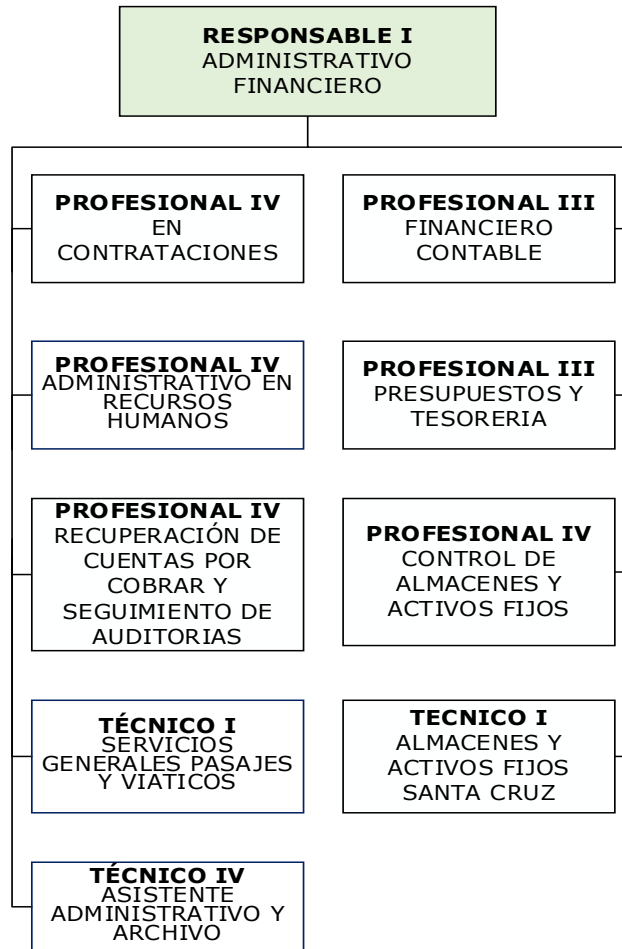 RESPONSABLE I
ADMINISTRATIVO
FINANCIERO
PROFESIONAL IV
EN
CONTRATACIONES
PROFESIONAL III
FINANCIERO
CONTABLE
PROFESIONAL IV
ADMINISTRATIVO EN
RECURSOS
HUMANOS
PROFESIONAL III
PRESUPUESTOS Y
TESORERIA
PROFESIONAL IV
RECUPERACIÓN DE
CUENTAS POR
COBRAR Y
SEGUIMIENTO DE
AUDITORIAS
PROFESIONAL IV
CONTROL DE
ALMACENES Y
ACTIVOS FIJOS
TÉCNICO I
SERVICIOS
GENERALES PASAJES
Y VIATICOS
TECNICO I
ALMACENES Y
ACTIVOS FIJOS
SANTA CRUZ
TÉCNICO IV
ASISTENTE
ADMINISTRATIVO Y
ARCHIVO